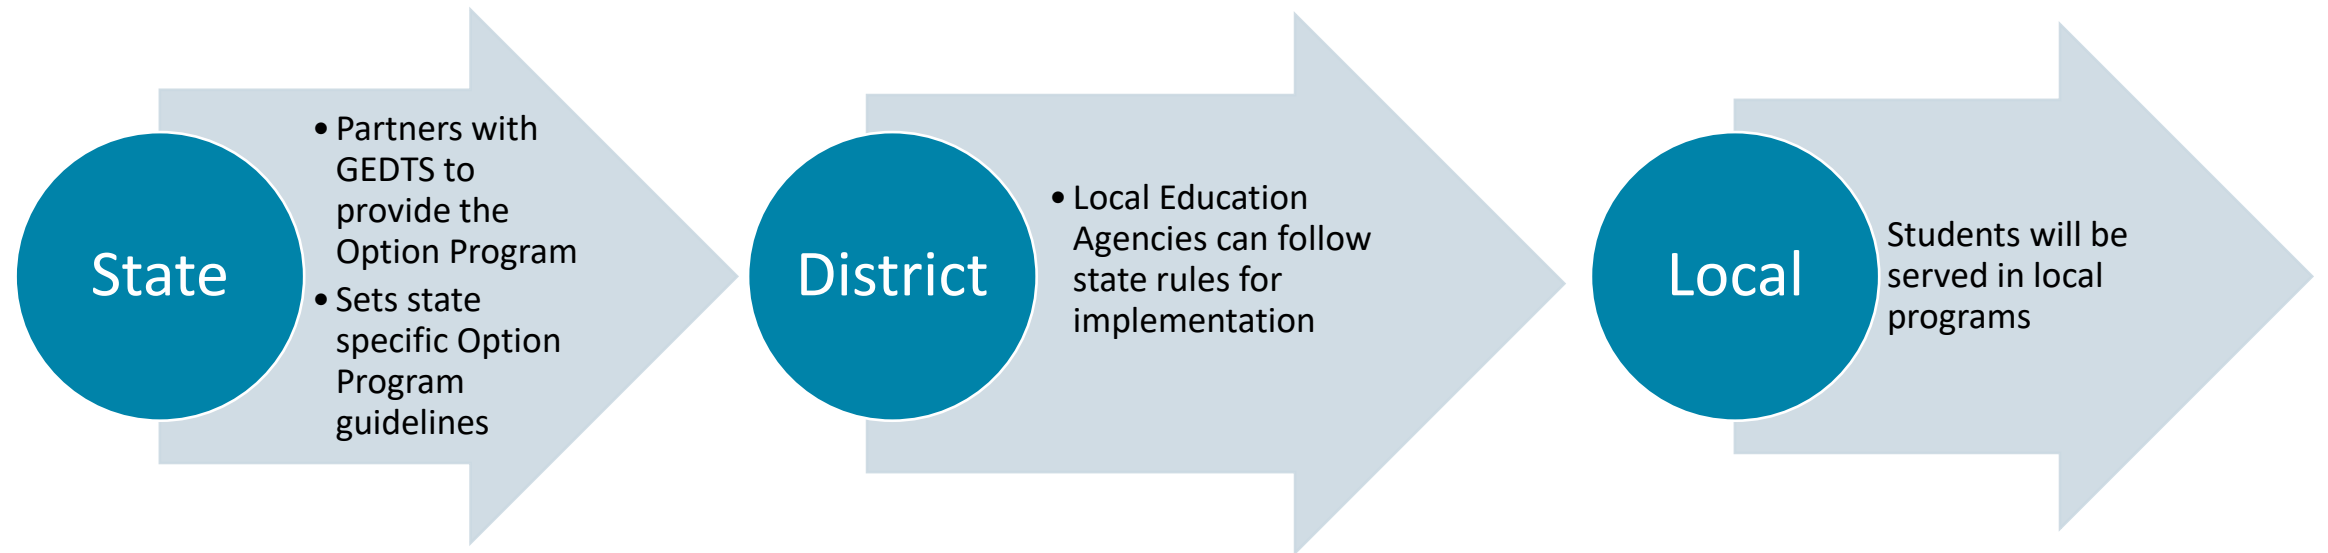 State
• Partners with
GEDTS to
provide the
Option Program
• Sets state
specific Option
Program
guidelines
District
• Local Education
Agencies can follow
state rules for
implementation
Local
Students will be
served in local
programs